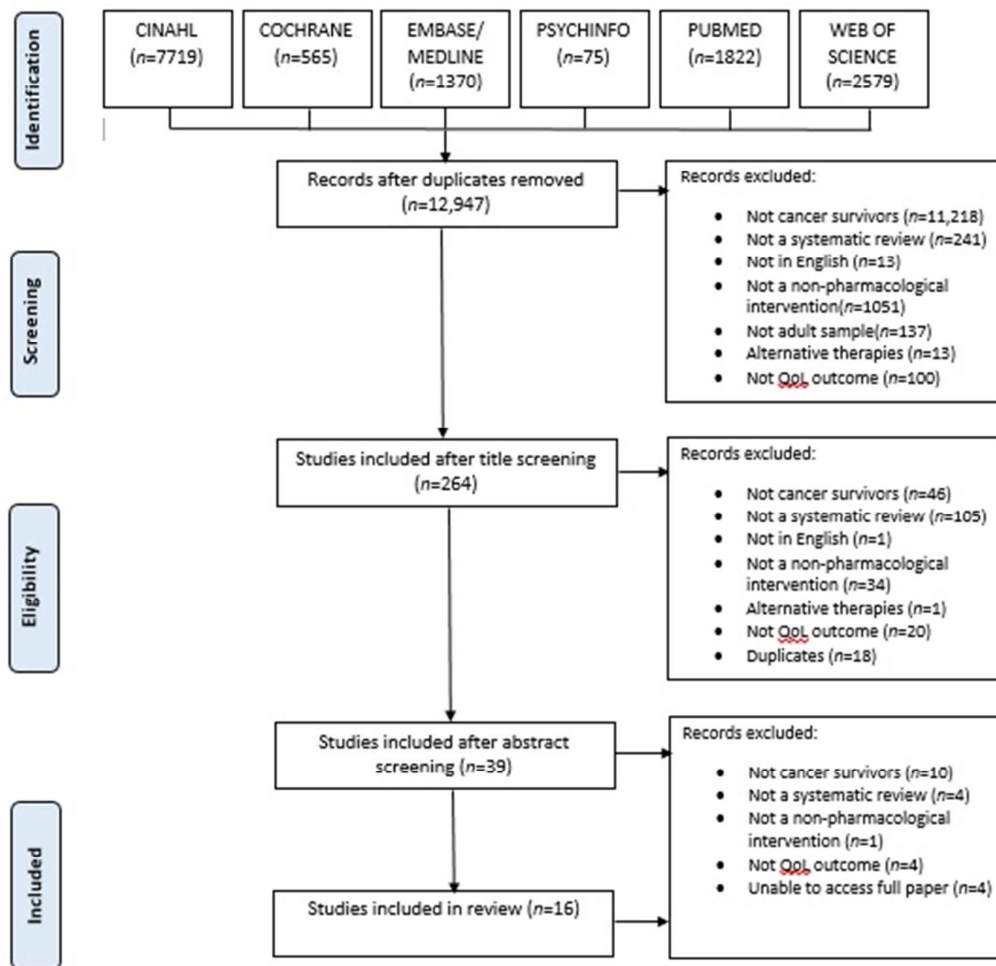 Identification
CINAHL
(n=7719)
COCHRANE
(n=565)
EMBASE/
MEDLINE
(n=1370)
PSYCHINFO
(n=75)
PUBMED
(n=1822)
WEB OF
SCIENCE
(n=2579)
Records after duplicates removed
(n=12,947)
Records excluded:
• Not cancer survivors (n=11,218)
• Not a systematic review (n=241)
• Not in English (n=13)
• Not a non-pharmacological
intervention(n=1051)
• Not adult sample(n=137)
• Alternative therapies (n=13)
• Not QoL outcome (n=100)
Screening
Studies included after title screening
(n=264)
Records excluded:
• Not cancer survivors (n=46)
• Not a systematic review (n=105)
• Not in English (n=1)
• Not a non-pharmacological
intervention (n=34)
• Alternative therapies (n=1)
• Not QoL outcome (n=20)
• Duplicates (n=18)
Eligibility
Studies included after abstract
screening (n=39)
Records excluded:
• Not cancer survivors (n=10)
• Not a systematic review (n=4)
• Not a non-pharmacological
intervention (n=1)
• Not QoL outcome (n=4)
• Unable to access full paper (n=4)
Included
Studies included in review (n=16)